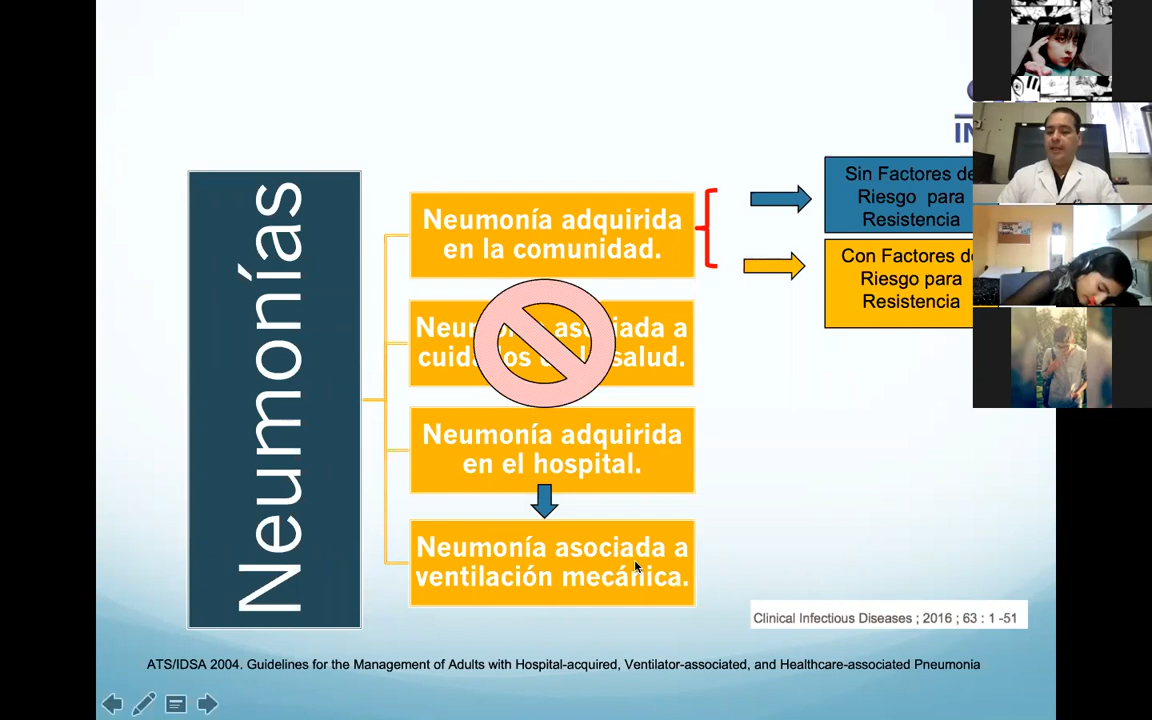 Neumonías
Neumonía adquirida
en la comunidad.
Sin Factores de
Riesgo para
Resistencia
Con Factores de
Riesgo para
Resistencia
salud.
Neumonía adquirida
en el hospital.
Neumonía asociada a
ventilación mecánica.
Clinical Infectious Diseases ; 2016 ; 63 : 1 -51
ATS/IDSA 2004. Guidelines for the Management of Adults with Hospital-acquired, Ventilator-associated, and Healthcare-associated Pneumonia